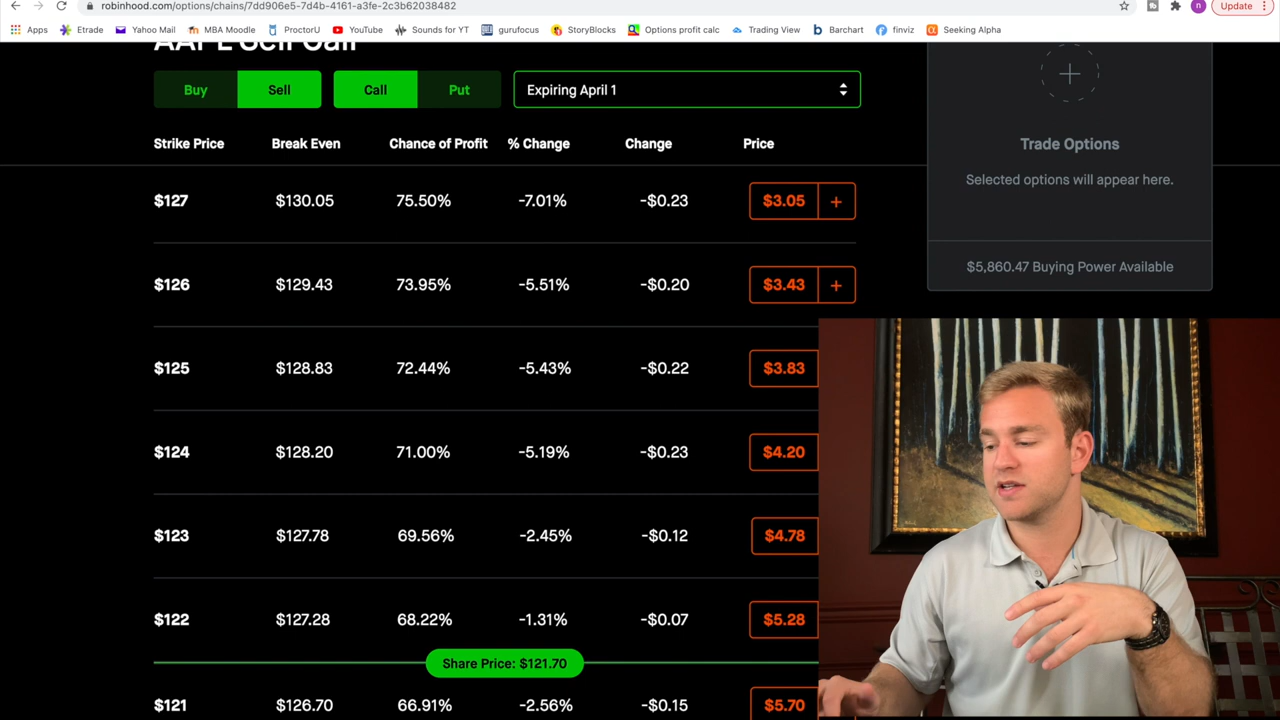 robinhood.com/options/chains/7dd906e5-7d4b-4161-a3fe-2c3b62038482
n
Update
Apps Etrade Yahoo Mail MBA Moodle ProctorU YouTube Sounds for YT gurufocus StoryBlocks Options profit calc Trading View Barchart finviz Seeking Alpha
AAPL Sell Call
Buy Sell Call Put Expiring April 1
Strike Price Break Even Chance of Profit % Change Change Price
$127 $130.05 75.50% -7.01% -$0.23 $3.05 +
$126 $129.43 73.95% -5.51% -$0.20 $3.43 +
$125 $128.83 72.44% -5.43% -$0.22 $3.83
$124 $128.20 71.00% -5.19% -$0.23 $4.20
$123 $127.78 69.56% -2.45% -$0.12 $4.78
$122 $127.28 68.22% -1.31% -$0.07 $5.28
Share Price: $121.70
$121 $126.70 66.91% -2.56% -$0.15 $5.70
Trade Options
Selected options will appear here.
$5,860.47 Buying Power Available